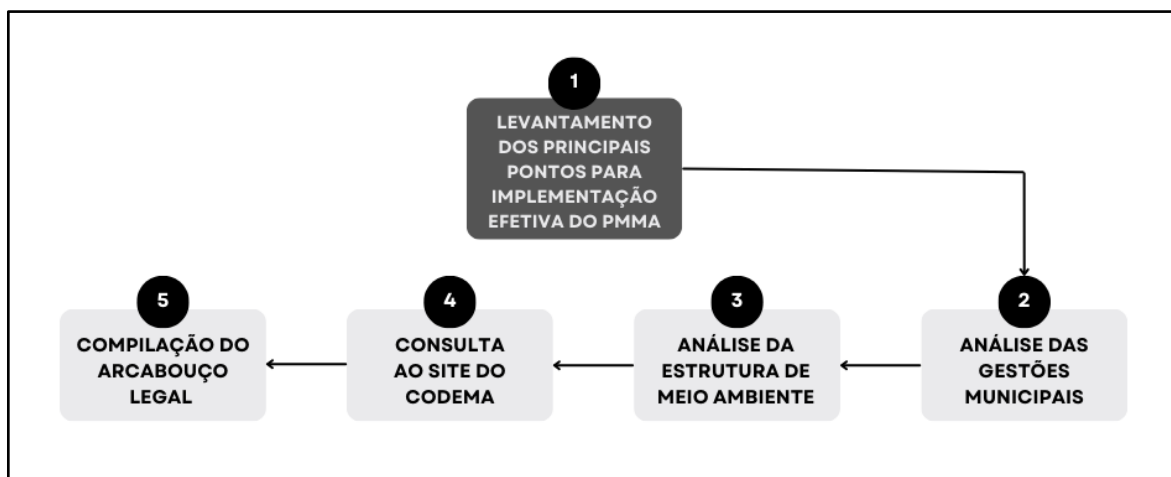 1
LEVANTAMENTO
DOS PRINCIPAIS
PONTOS PARA
IMPLEMENTAÇÃO
EFETIVA DO PMMA
2
ANÁLISE DAS
GESTÕES
MUNICIPAIS
3
ANÁLISE DA
ESTRUTURA DE
MEIO AMBIENTE
4
CONSULTA
AO SITE DO
CODEMA
5
COMPILAÇÃO DO
ARCABOUÇO
LEGAL